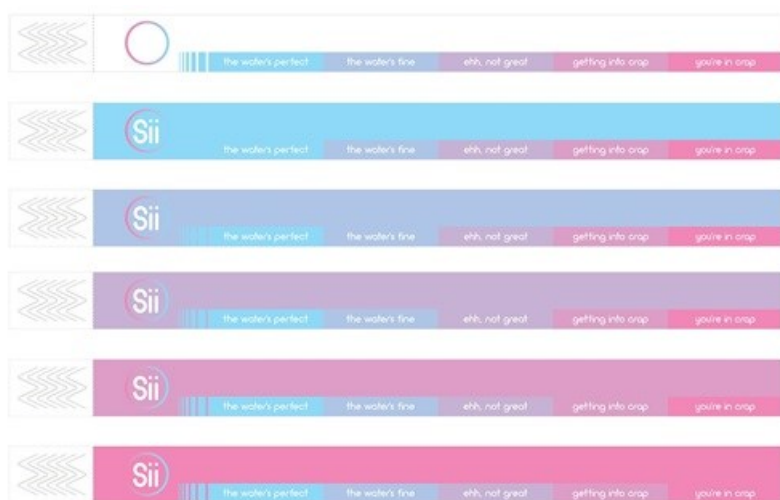 the water's perfect the water's fine ehh, not great getting into crap you're in crap
Sii
the water's perfect the water's fine ehh, not great getting into crap you're in crap
Sii
the water's perfect the water's fine ehh, not great getting into crap you're in crap
Sii
the water's perfect the water's fine ehh, not great getting into crap you're in crap
Sii
the water's perfect the water's fine ehh, not great getting into crap you're in crap
Sii
the water's perfect the water's fine ehh, not great getting into crap you're in crap